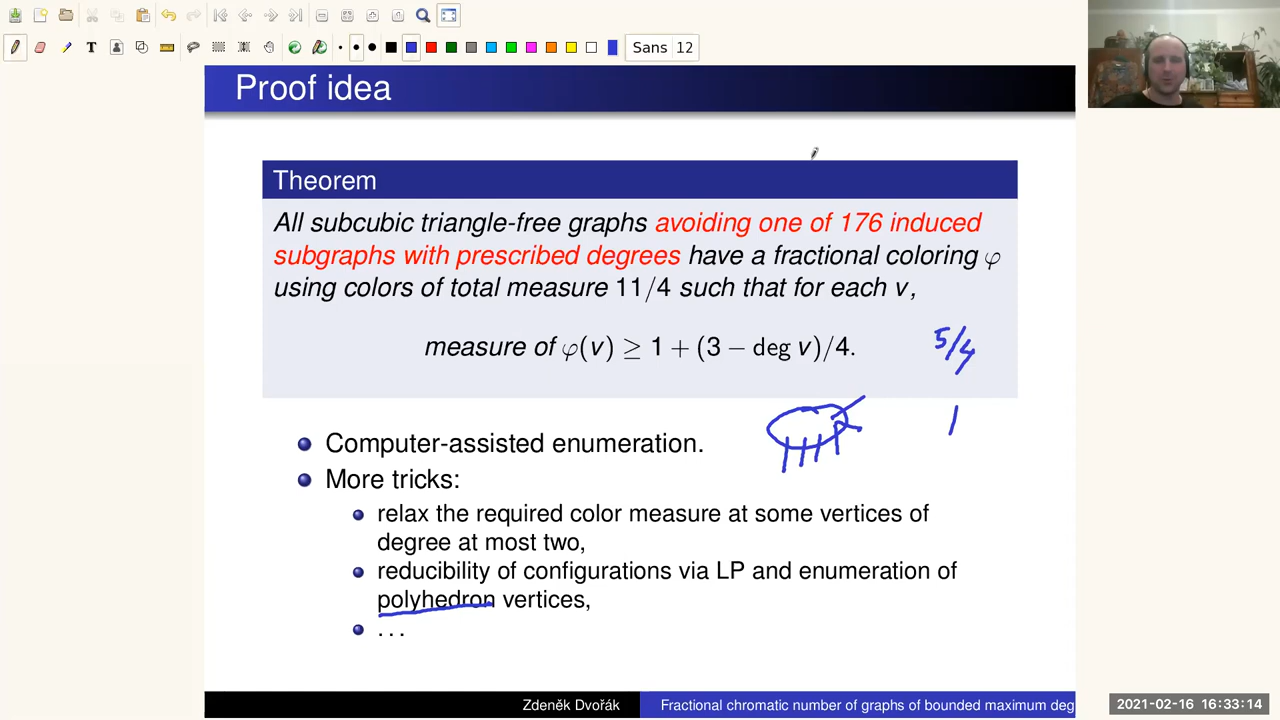 Sans 12
Proof idea
Theorem
All subcubic triangle-free graphs avoiding one of 176 induced
subgraphs with prescribed degrees have a fractional coloring φ
using colors of total measure 11/4 such that for each v,
measure of φ(v) ≥ 1 + (3 − deg v)/4.
5/4
1
Computer-assisted enumeration.
More tricks:
relax the required color measure at some vertices of
degree at most two,
reducibility of configurations via LP and enumeration of
polyhedron vertices,
...
Zdeněk Dvořák
Fractional chromatic number of graphs of bounded maximum deg
2021-02-16 16:33:14